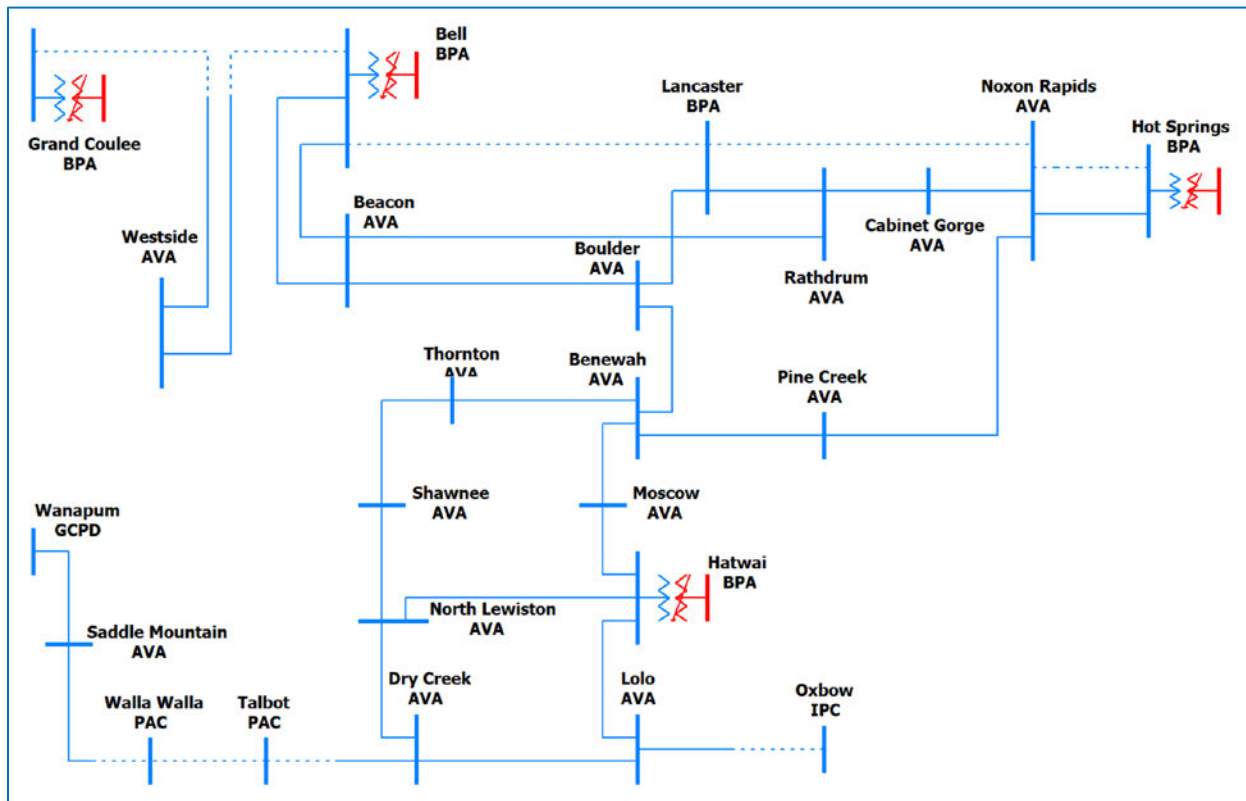 Bell
BPA
Lancaster
BPA
Noxon Rapids
AVA
Hot Springs
BPA
Grand Coulee
BPA
Beacon
AVA
Cabinet Gorge
AVA
Westside
AVA
Boulder
AVA
Rathdrum
AVA
Thornton
AVA
Benewah
AVA
Pine Creek
AVA
Shawnee
AVA
Moscow
AVA
Wanapum
GCPD
Hatwai
BPA
North Lewiston
AVA
Saddle Mountain
AVA
Dry Creek
AVA
Lolo
AVA
Oxbow
IPC
Walla Walla
PAC
Talbot
PAC